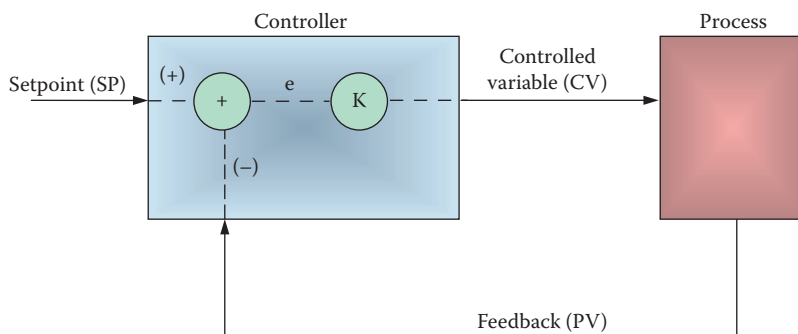 Controller
Process
Setpoint (SP)
(+)
+
e
K
Controlled
variable (CV)
(–)
Feedback (PV)